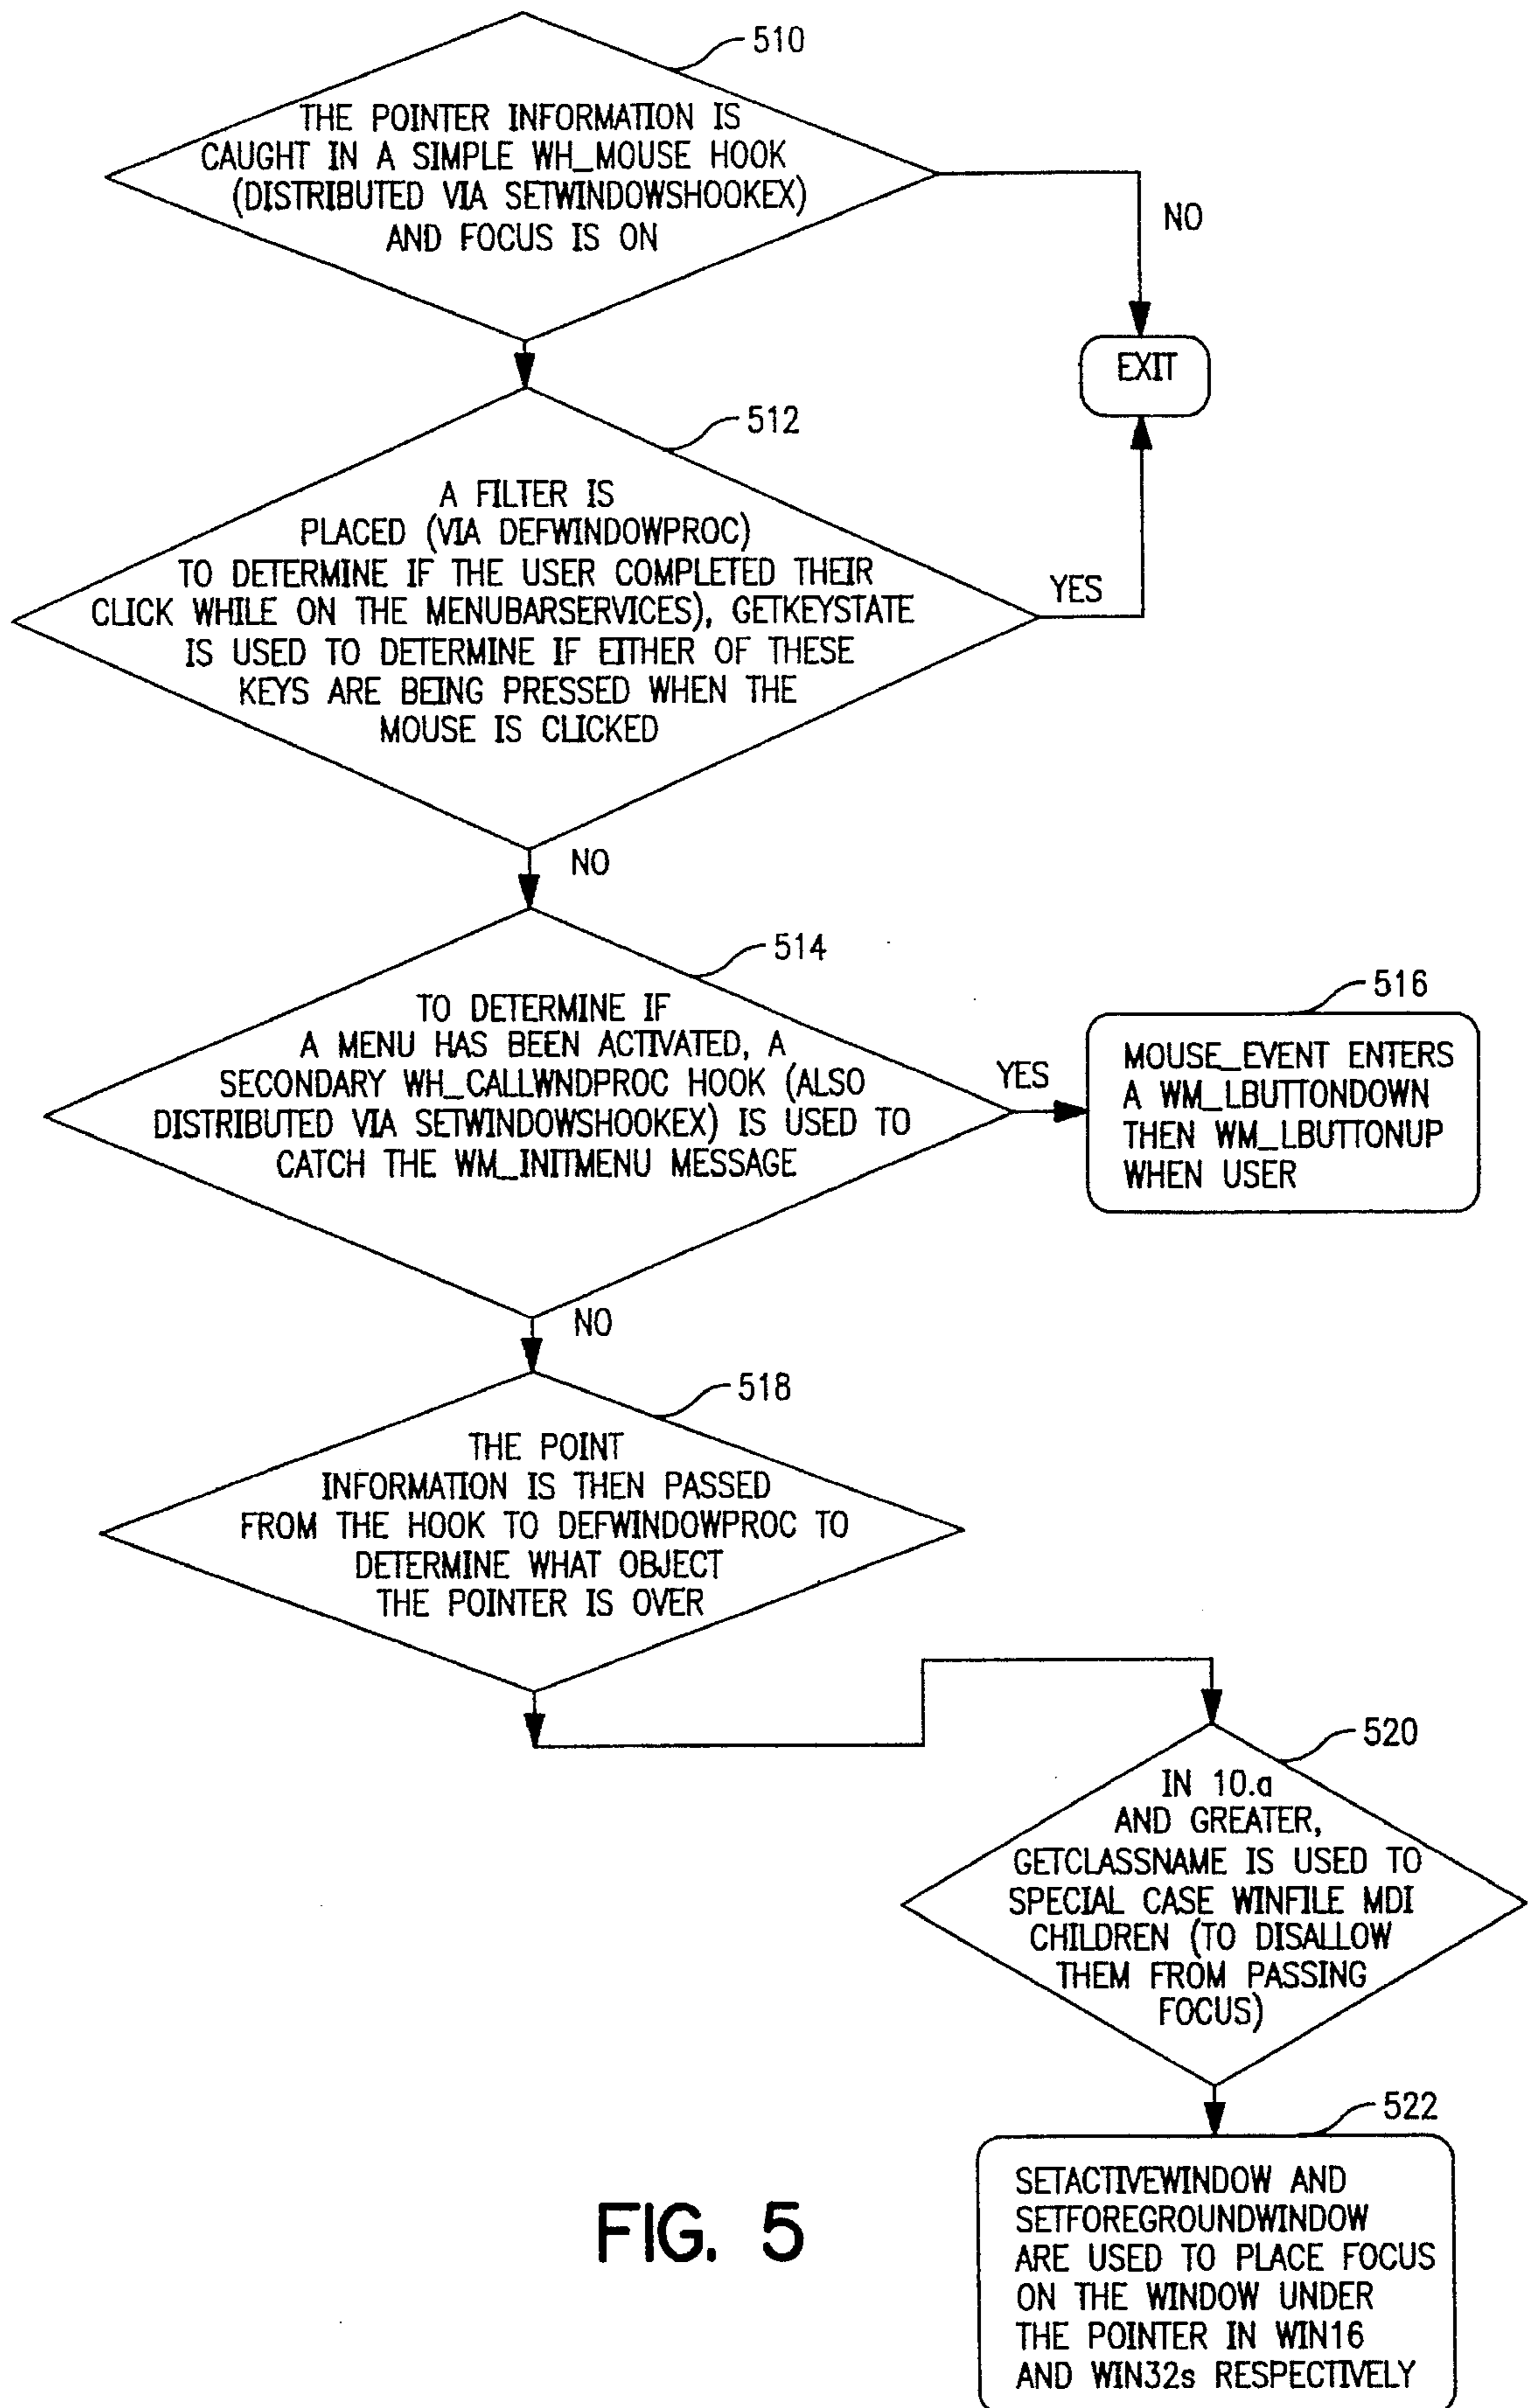 510
THE POINTER INFORMATION IS
CAUGHT IN A SIMPLE WH_MOUSE HOOK
(DISTRIBUTED VIA SETWINDOWSHOOKEX)
AND FOCUS IS ON
NO
EXIT
512
A FILTER IS
PLACED (VIA DEFWINDOWPROC)
TO DETERMINE IF THE USER COMPLETED THEIR
CLICK WHILE ON THE MENUBARSERVICES), GETKEYSTATE
IS USED TO DETERMINE IF EITHER OF THESE
KEYS ARE BEING PRESSED WHEN THE
MOUSE IS CLICKED
YES
NO
514
TO DETERMINE IF
A MENU HAS BEEN ACTIVATED, A
SECONDARY WH_CALLWNDPROC HOOK (ALSO
DISTRIBUTED VIA SETWINDOWSHOOKEX) IS USED TO
CATCH THE WM_INITMENU MESSAGE
YES
516
MOUSE_EVENT ENTERS
A WM_LBUTTONDOWN
THEN WM_LBUTTONUP
WHEN USER
NO
518
THE POINT
INFORMATION IS THEN PASSED
FROM THE HOOK TO DEFWINDOWPROC TO
DETERMINE WHAT OBJECT
THE POINTER IS OVER
520
IN 10.a
AND GREATER,
GETCLASSNAME IS USED TO
SPECIAL CASE WINFILE MDI
CHILDREN (TO DISALLOW
THEM FROM PASSING
FOCUS)
522
SETACTIVEWINDOW AND
SETFOREGROUNDWINDOW
ARE USED TO PLACE FOCUS
ON THE WINDOW UNDER
THE POINTER IN WIN16
AND WIN32s RESPECTIVELY
FIG. 5